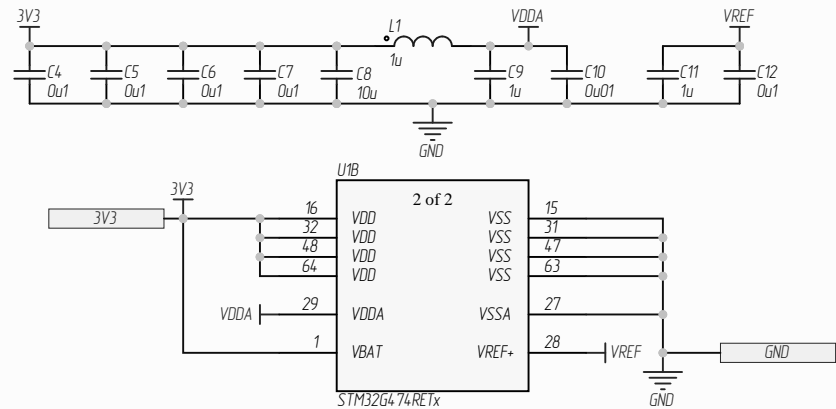 3V3
L1
VDDA
VREF
C4
0u1
C5
0u1
C6
0u1
C7
0u1
C8
10u
1u
C9
1u
C10
0u01
C11
1u
C12
0u1
GND
U1B
3V3
2 of 2
3V3
16 VDD
VSS 15
32 VDD
VSS 31
48 VDD
VSS 47
64 VDD
VSS 63
VDDA 29 VDDA
VSSA 27
1 VBAT
VREF+ 28 VREF
GND
STM32G474RETx
GND